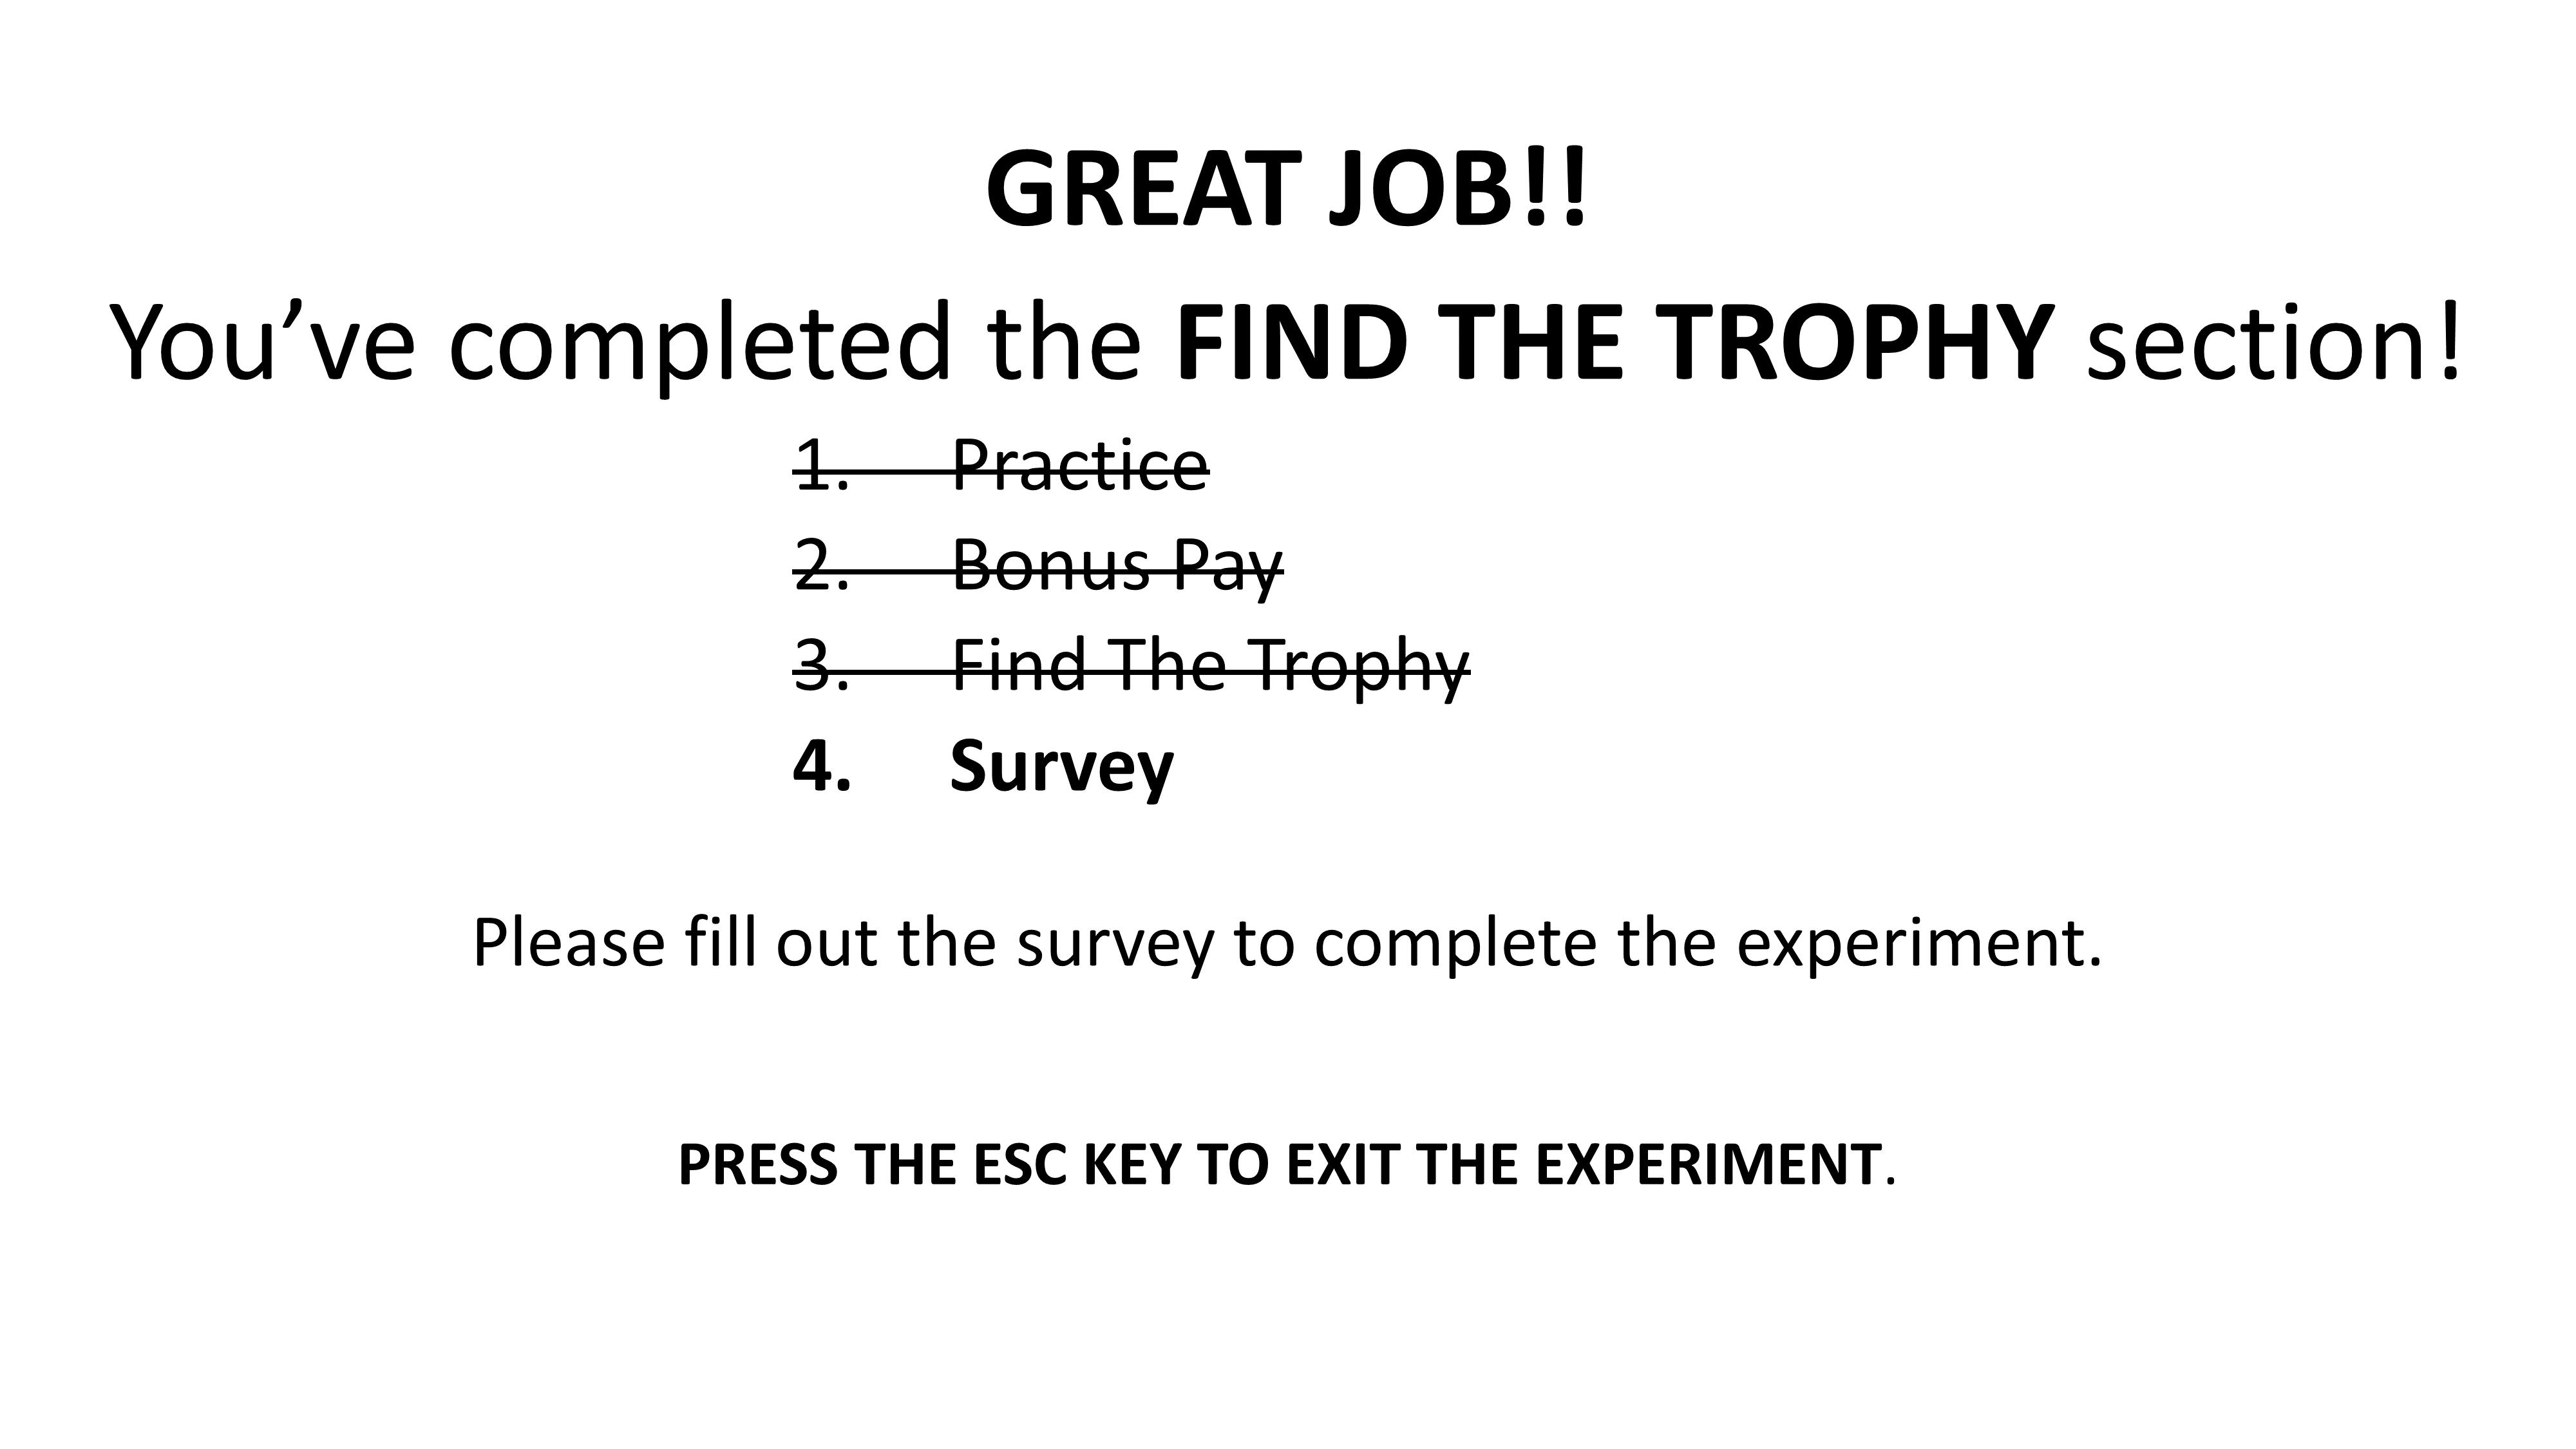 GREAT JOB!!
You’ve completed the FIND THE TROPHY section!
1. Practice
2. Bonus Pay
3. Find The Trophy
4. Survey
Please fill out the survey to complete the experiment.
PRESS THE ESC KEY TO EXIT THE EXPERIMENT.